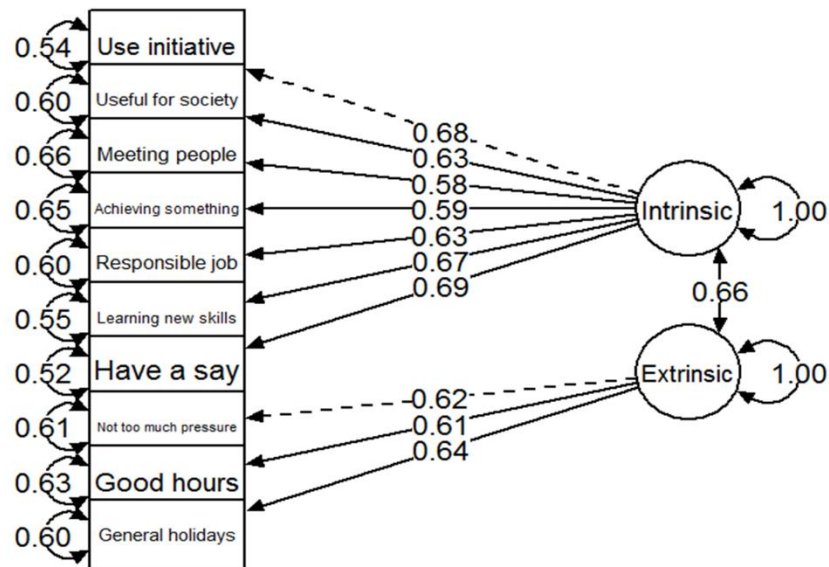 0.54 Use initiative
0.60 Useful for society
0.66 Meeting people
0.65 Achieving something
0.60 Responsible job
0.55 Learning new skills
0.52 Have a say
0.61 Not too much pressure
0.63 Good hours
0.60 General holidays
0.68
0.63
0.58
0.59
0.63
0.67
0.69
0.62
0.61
0.64
Intrinsic 1.00
0.66
Extrinsic 1.00